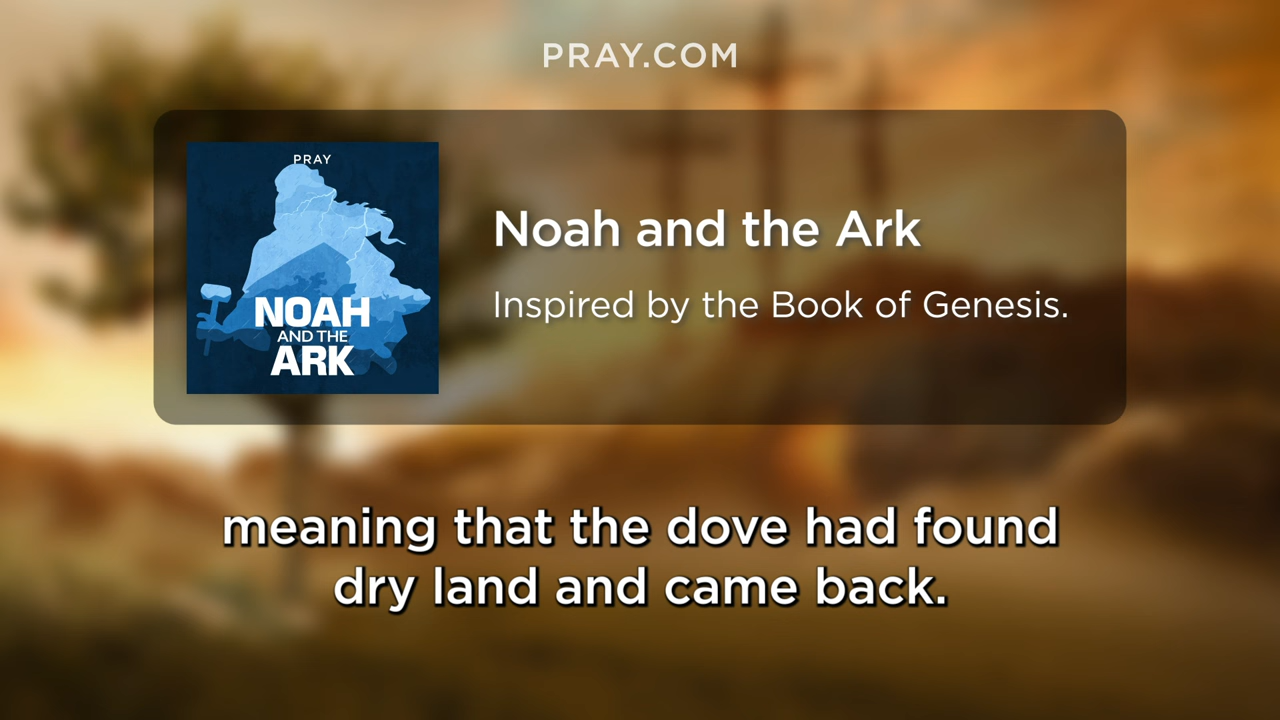 PRAY.COM
PRAY
NOAH
AND THE
ARK
Noah and the Ark
Inspired by the Book of Genesis.
meaning that the dove had found
dry land and came back.